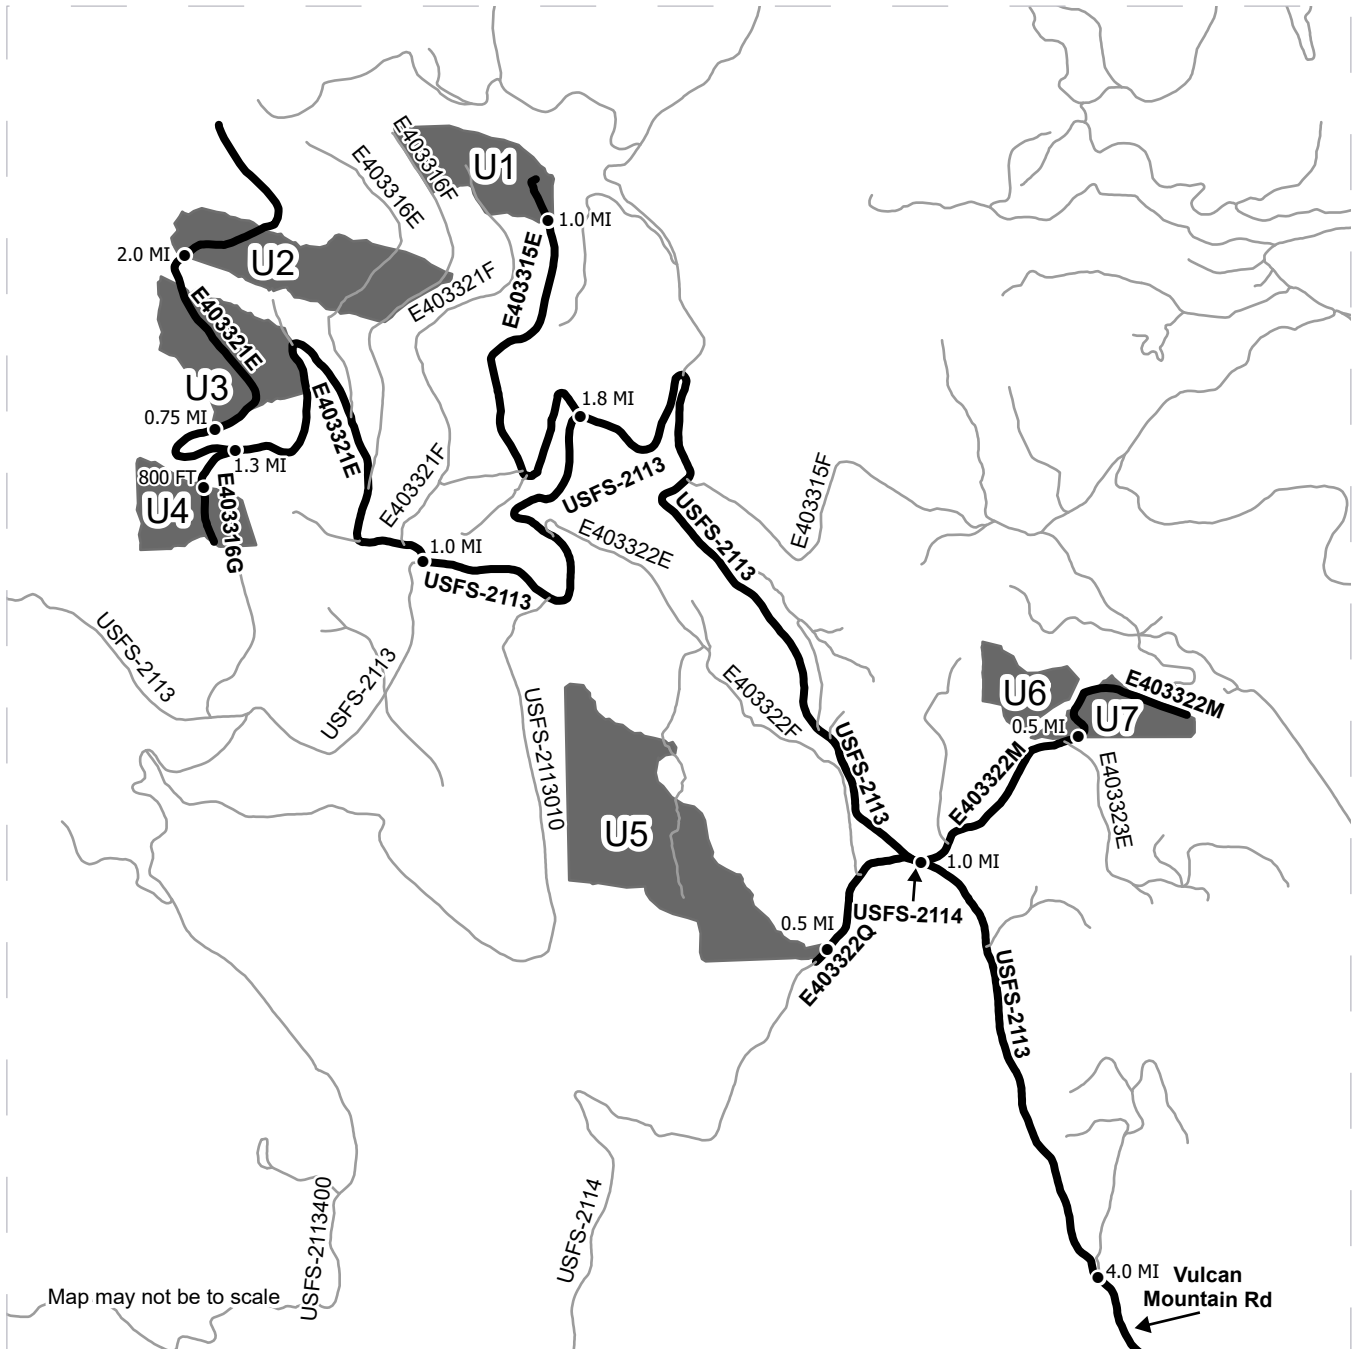 E403316F
E403316E
U1
1.0 MI
E403315E
2.0 MI
U2
E403321F
E403321E
U3
0.75 MI
E403321E
1.8 MI
1.3 MI
800 FT
U4
E403316G
E403321F
USFS-2113
USFS-2113
E403315F
E403322E
1.0 MI
USFS-2113
USFS-2113
USFS-2113
E403322F
USFS-2113010
USFS-2113
U6
E403322M
0.5 MI
U7
E403322M
E403323E
U5
1.0 MI
USFS-2114
0.5 MI
E403322Q
USFS-2113
USFS-2113400
USFS-2114
4.0 MI
Vulcan
Mountain Rd
Map may not be to scale